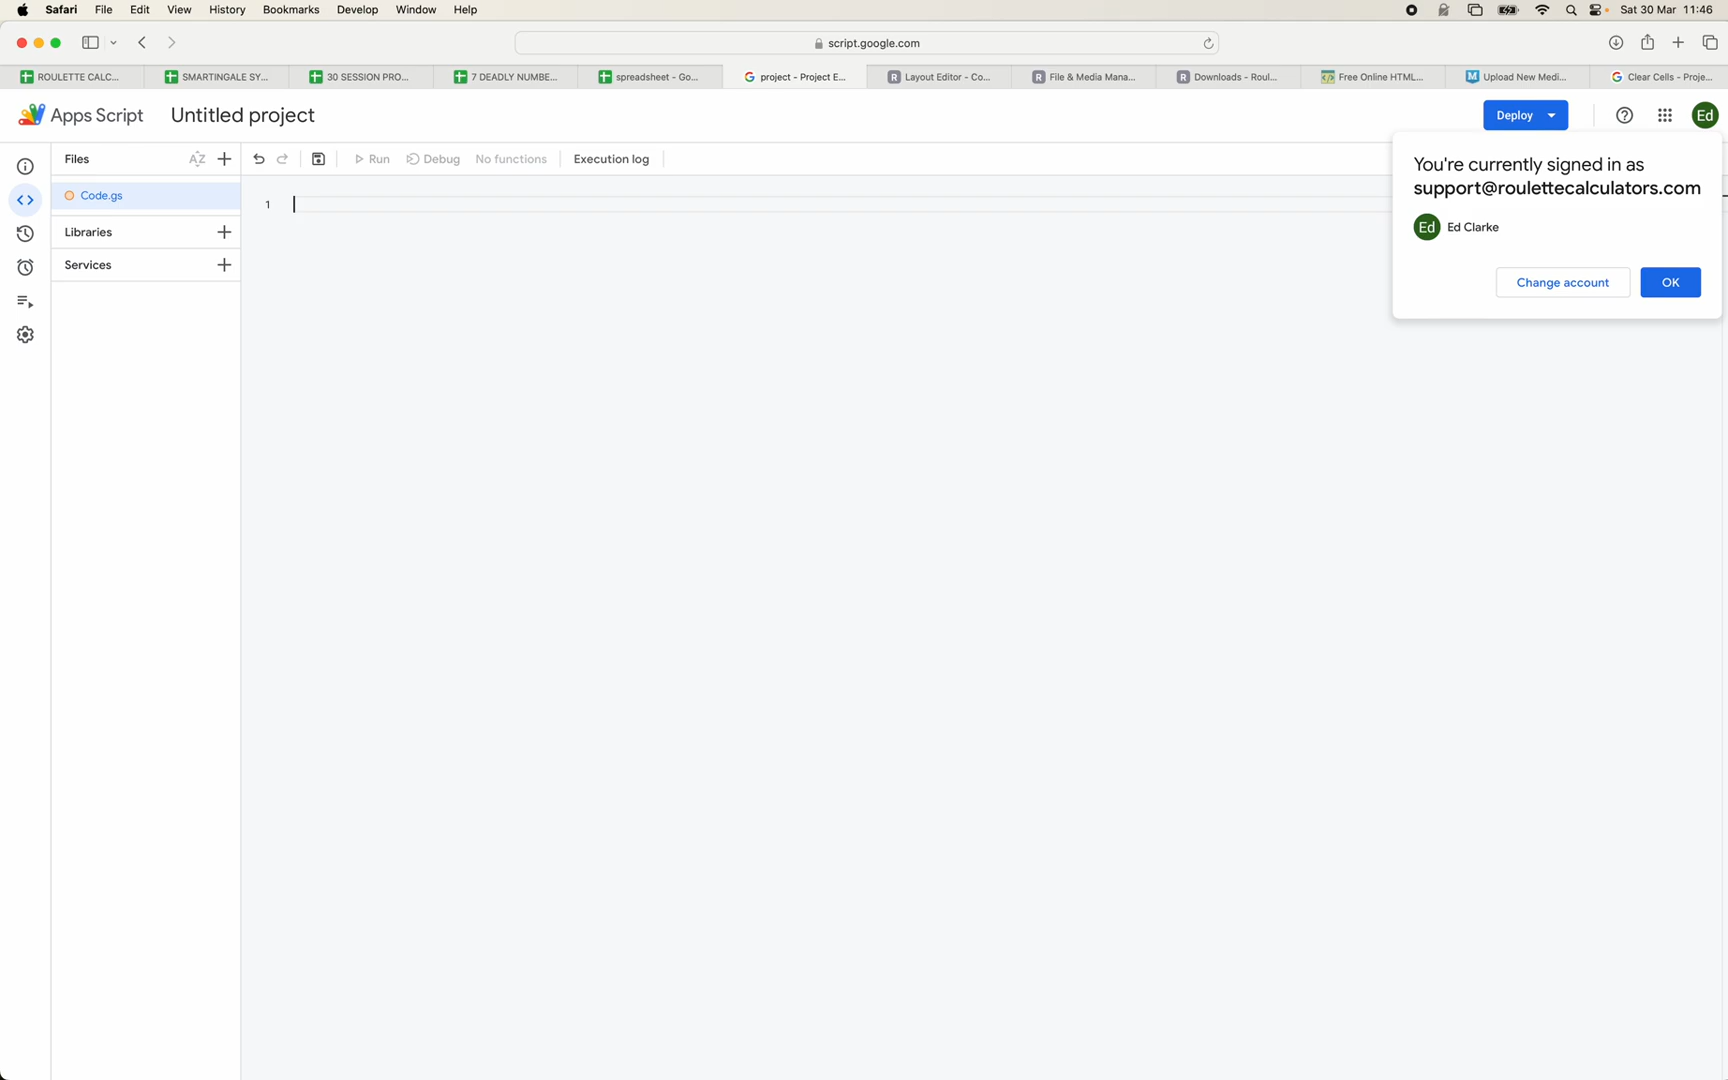 Safari File Edit View History Bookmarks Develop Window Help Sat 30 Mar 11:46
script.google.com
ROULETTE CALC... SMARTINGALE SY... 30 SESSION PRO... 7 DEADLY NUMBE... spreadsheet - Go... project - Project E... Layout Editor - Co... File & Media Mana... Downloads - Roul... Free Online HTML... Upload New Medi... Clear Cells - Proje...
Apps Script Untitled project Deploy Ed
Files AZ Run Debug No functions Execution log
You're currently signed in as
support@roulettecalculators.com
Code.gs
1
Ed Ed Clarke
Libraries
Services
Change account OK